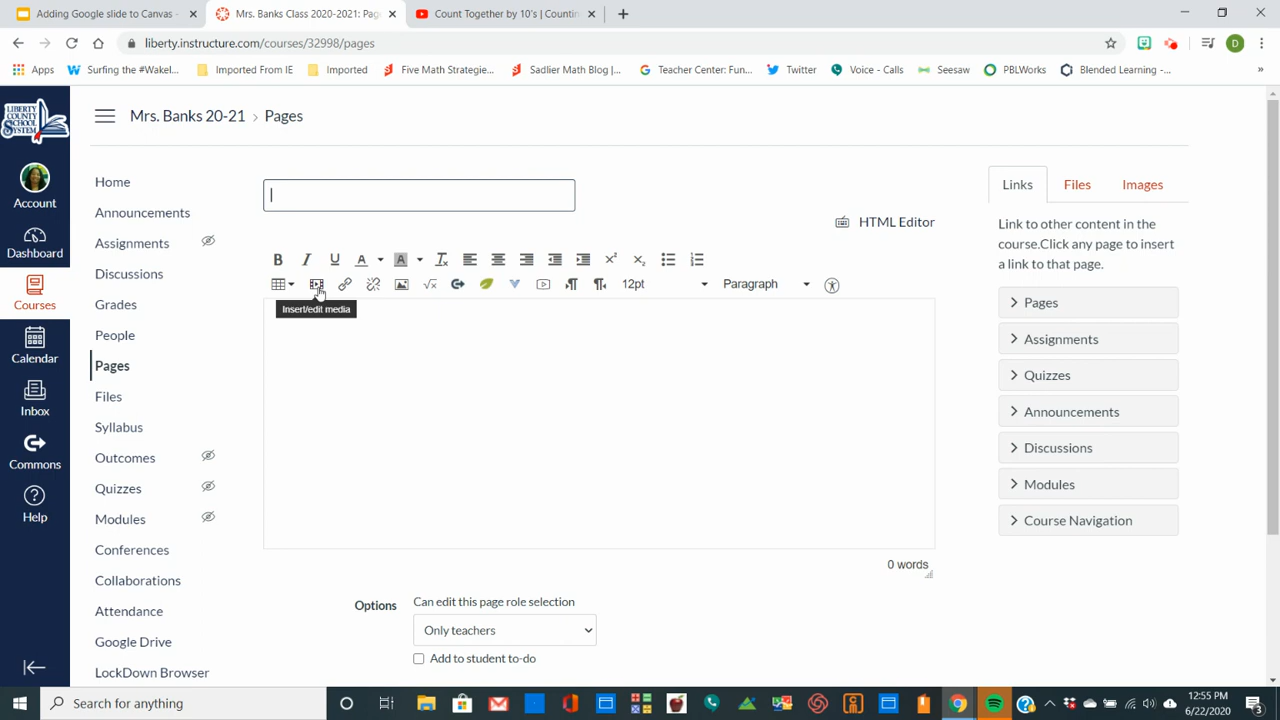 Adding Google slide to Canvas -
Mrs. Banks Class 2020-2021: Page
Count Together by 10's | Countin
liberty.instructure.com/courses/32998/pages
D
Apps
Surfing the #Wakel...
Imported From IE
Imported
Five Math Strategie...
Sadlier Math Blog |...
Teacher Center: Fun...
Twitter
Voice - Calls
Seesaw
PBLWorks
Blended Learning -...
»
LIBERTY COUNTY SCHOOL SYSTEM
Account
Dashboard
Courses
Calendar
Inbox
Commons
Help
Mrs. Banks 20-21 > Pages
Home
Announcements
Assignments
Discussions
Grades
People
Pages
Files
Syllabus
Outcomes
Quizzes
Modules
Conferences
Collaborations
Attendance
Google Drive
LockDown Browser
HTML Editor
12pt
Paragraph
Insert/edit media
0 words
Options
Can edit this page role selection
Only teachers
Add to student to-do
Links
Files
Images
Link to other content in the
course.Click any page to insert
a link to that page.
Pages
Assignments
Quizzes
Announcements
Discussions
Modules
Course Navigation
Search for anything
12:55 PM
6/22/2020
3